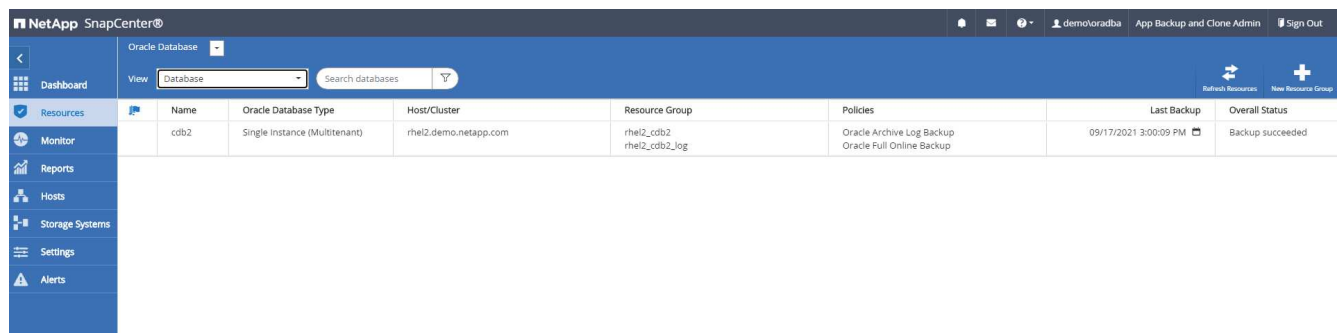 NetApp SnapCenter®
demo\oradba App Backup and Clone Admin Sign Out
Oracle Database
View Database Search databases
Refresh Resources New Resource Group
Dashboard
Resources
Monitor
Reports
Hosts
Storage Systems
Settings
Alerts
Name Oracle Database Type Host/Cluster Resource Group Policies Last Backup Overall Status
cdb2 Single Instance (Multitenant) rhel2.demo.netapp.com rhel2_cdb2 Oracle Archive Log Backup 09/17/2021 3:00:09 PM Backup succeeded
rhel2_cdb2_log Oracle Full Online Backup